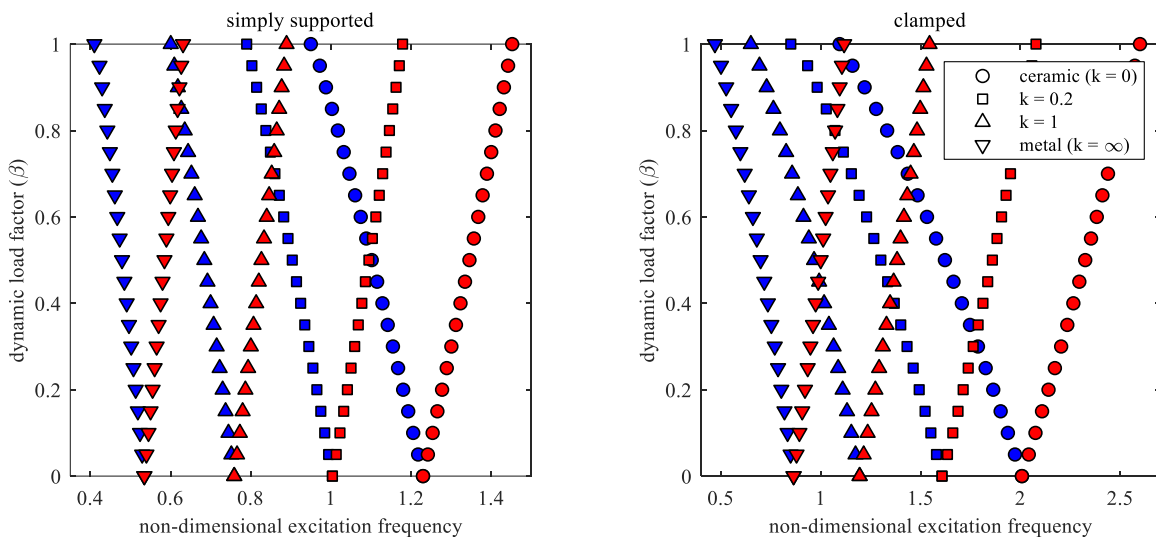 simply supported
1
0.8
0.6
0.4
0.2
0
dynamic load factor (β)
0.4 0.6 0.8 1 1.2 1.4
non-dimensional excitation frequency
clamped
1
0.8
0.6
0.4
0.2
0
dynamic load factor (β)
0.5 1 1.5 2 2.5
non-dimensional excitation frequency
ceramic (k = 0)
k = 0.2
k = 1
metal (k = ∞)